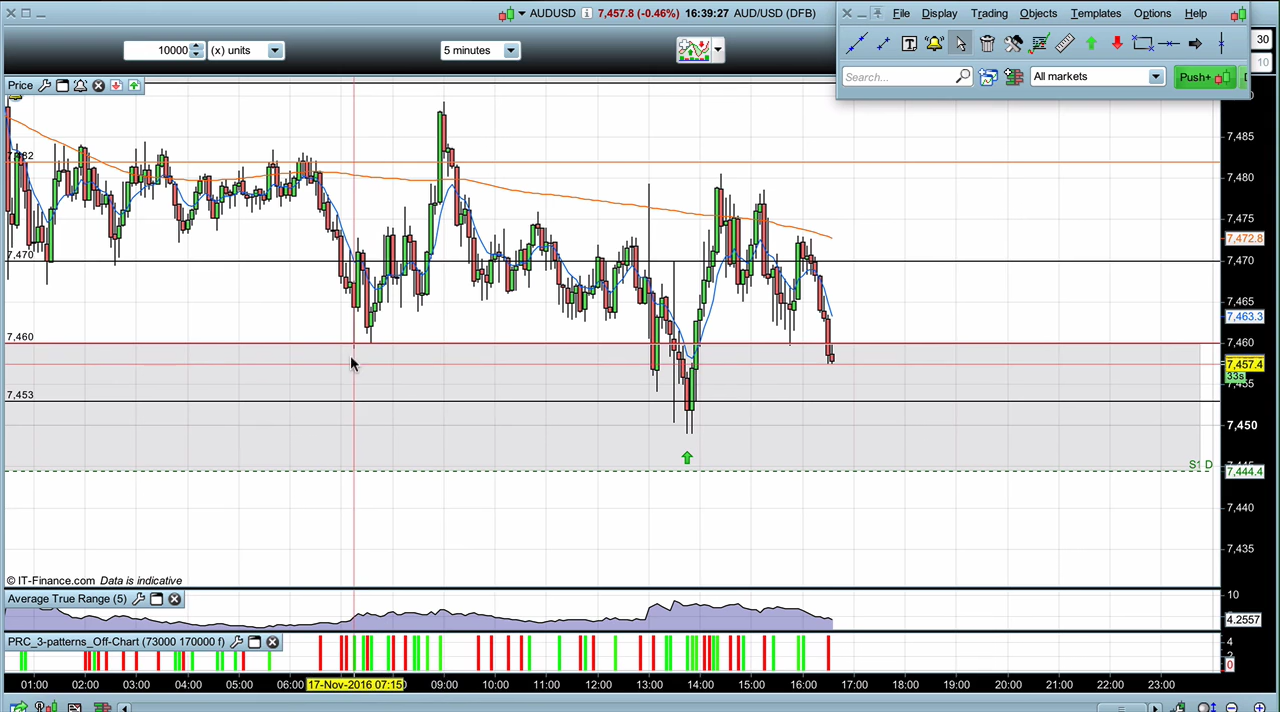 AUDUSD 7,457.8 (-0.46%) 16:39:27 AUD/USD (DFB)
File Display Trading Objects Templates Options Help
10000 (x) units 5 minutes
30
10
Search... All markets Push+
Price
7,482
7,470
7,460
7,453
7,485
7,480
7,475
7,472.8
7,470
7,465
7,463.3
7,460
7,457.4
33s
7,455
7,450
S1 D
7,444.4
7,440
7,435
© IT-Finance.com Data is indicative
Average True Range (5)
10
4.2557
PRC_3-patterns_Off-Chart (73000 170000 f)
4
2
0
01:00 02:00 03:00 04:00 05:00 06:00 17-Nov-2016 07:15 09:00 10:00 11:00 12:00 13:00 14:00 15:00 16:00 17:00 18:00 19:00 20:00 21:00 22:00 23:00